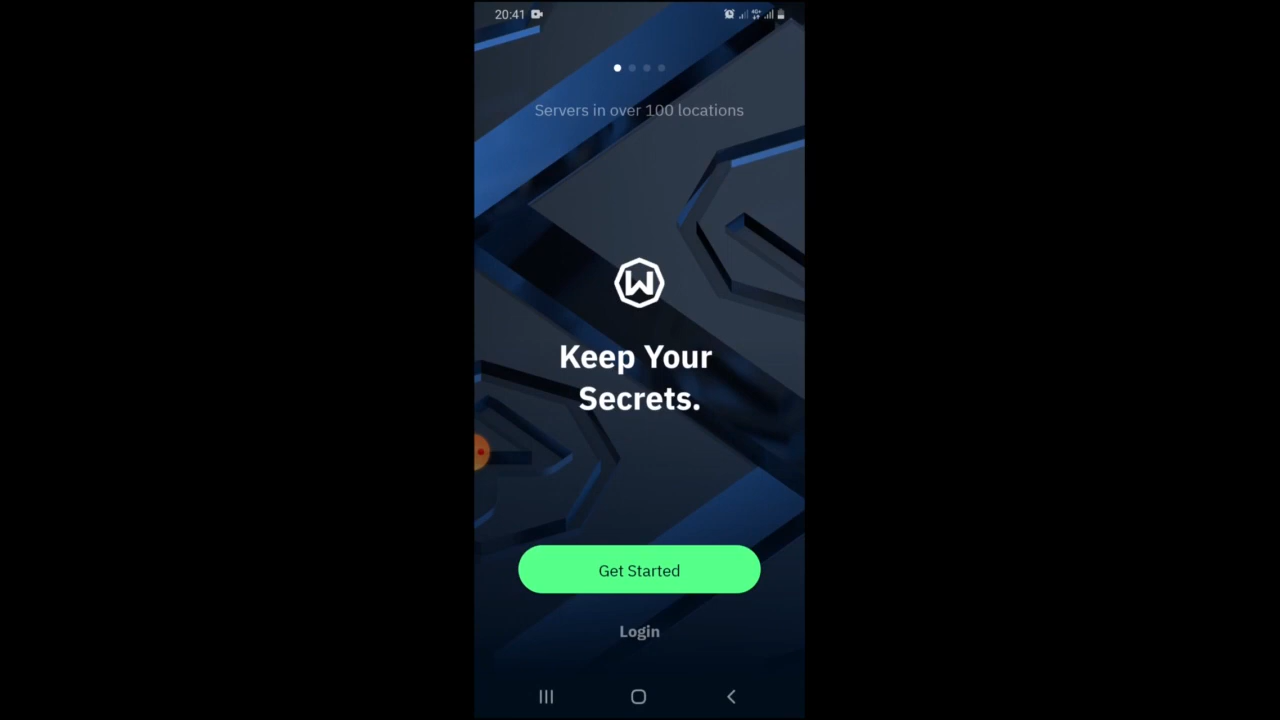 20:41
Servers in over 100 locations
W
Keep Your
Secrets.
Get Started
Login